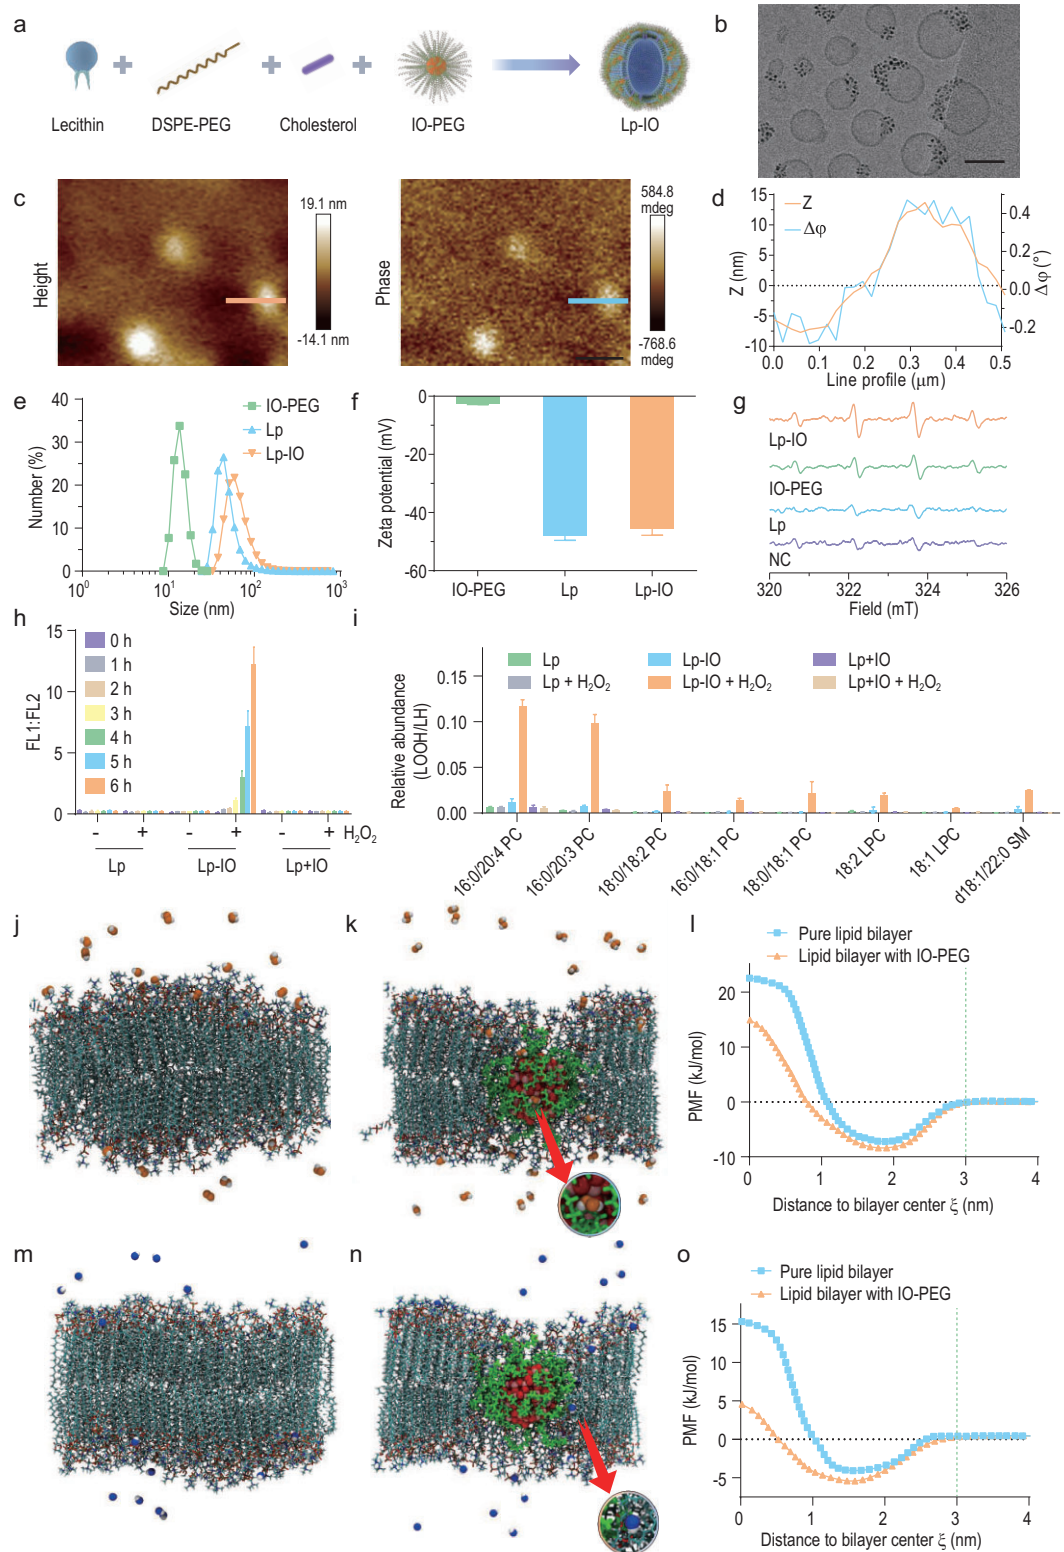 a
Lecithin
DSPE-PEG
Cholesterol
IO-PEG
Lp-IO
b
c
Height
19.1 nm
-14.1 nm
Phase
584.8
mdeg
-768.6
mdeg
d
Z
Δφ
Z (nm)
15
10
5
0
-5
-10
0.0 0.1 0.2 0.3 0.4 0.5
Line profile (μm)
0.4
0.2
0.0
-0.2
Δφ (°)
e
Number (%)
40
30
20
10
0
10⁰ 10¹ 10² 10³
Size (nm)
IO-PEG
Lp
Lp-IO
f
Zeta potential (mV)
0
-20
-40
-60
IO-PEG Lp Lp-IO
g
Lp-IO
IO-PEG
Lp
NC
320 322 324 326
Field (mT)
h
FL1:FL2
15
10
5
0
0 h
1 h
2 h
3 h
4 h
5 h
6 h
- + - + - + H₂O₂
Lp Lp-IO Lp+IO
i
Relative abundance
(LOOH/LH)
0.15
0.10
0.05
0.00
Lp Lp-IO Lp+IO
Lp + H₂O₂ Lp-IO + H₂O₂ Lp+IO + H₂O₂
16:0/20:4 PC
16:0/20:3 PC
18:0/18:2 PC
16:0/18:1 PC
18:0/18:1 PC
18:2 LPC
18:1 LPC
d18:1/22:0 SM
j
k
l
Pure lipid bilayer
Lipid bilayer with IO-PEG
PMF (kJ/mol)
20
10
0
-10
0 1 2 3 4
Distance to bilayer center ξ (nm)
m
n
o
Pure lipid bilayer
Lipid bilayer with IO-PEG
PMF (kJ/mol)
15
10
5
0
-5
0 1 2 3 4
Distance to bilayer center ξ (nm)